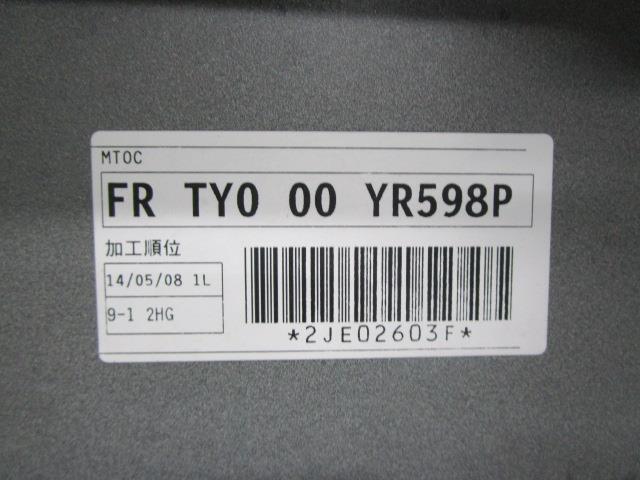 MTOC
FR TY0 00 YR598P
加工順位
14/05/08 1L
9-1 2HG
*2JE02603F*